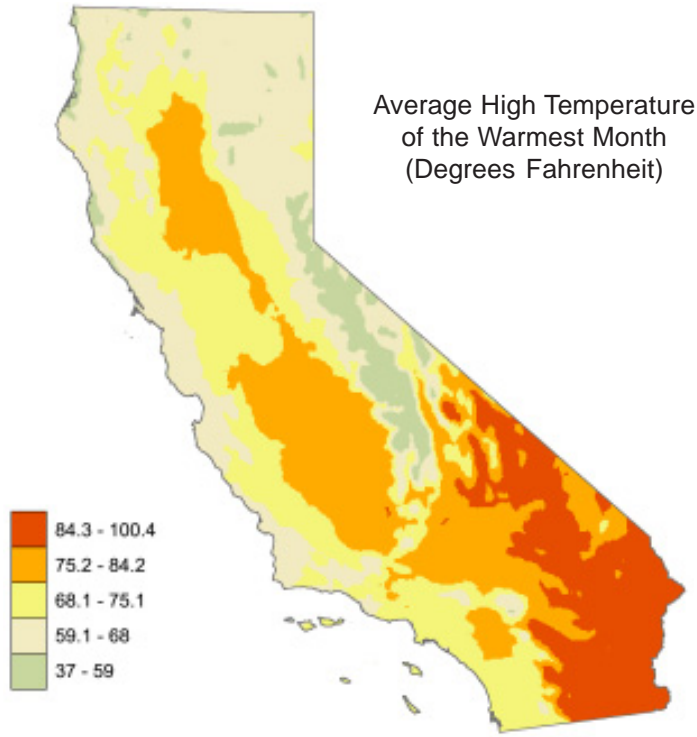 Average High Temperature
of the Warmest Month
(Degrees Fahrenheit)
84.3 - 100.4
75.2 - 84.2
68.1 - 75.1
59.1 - 68
37 - 59